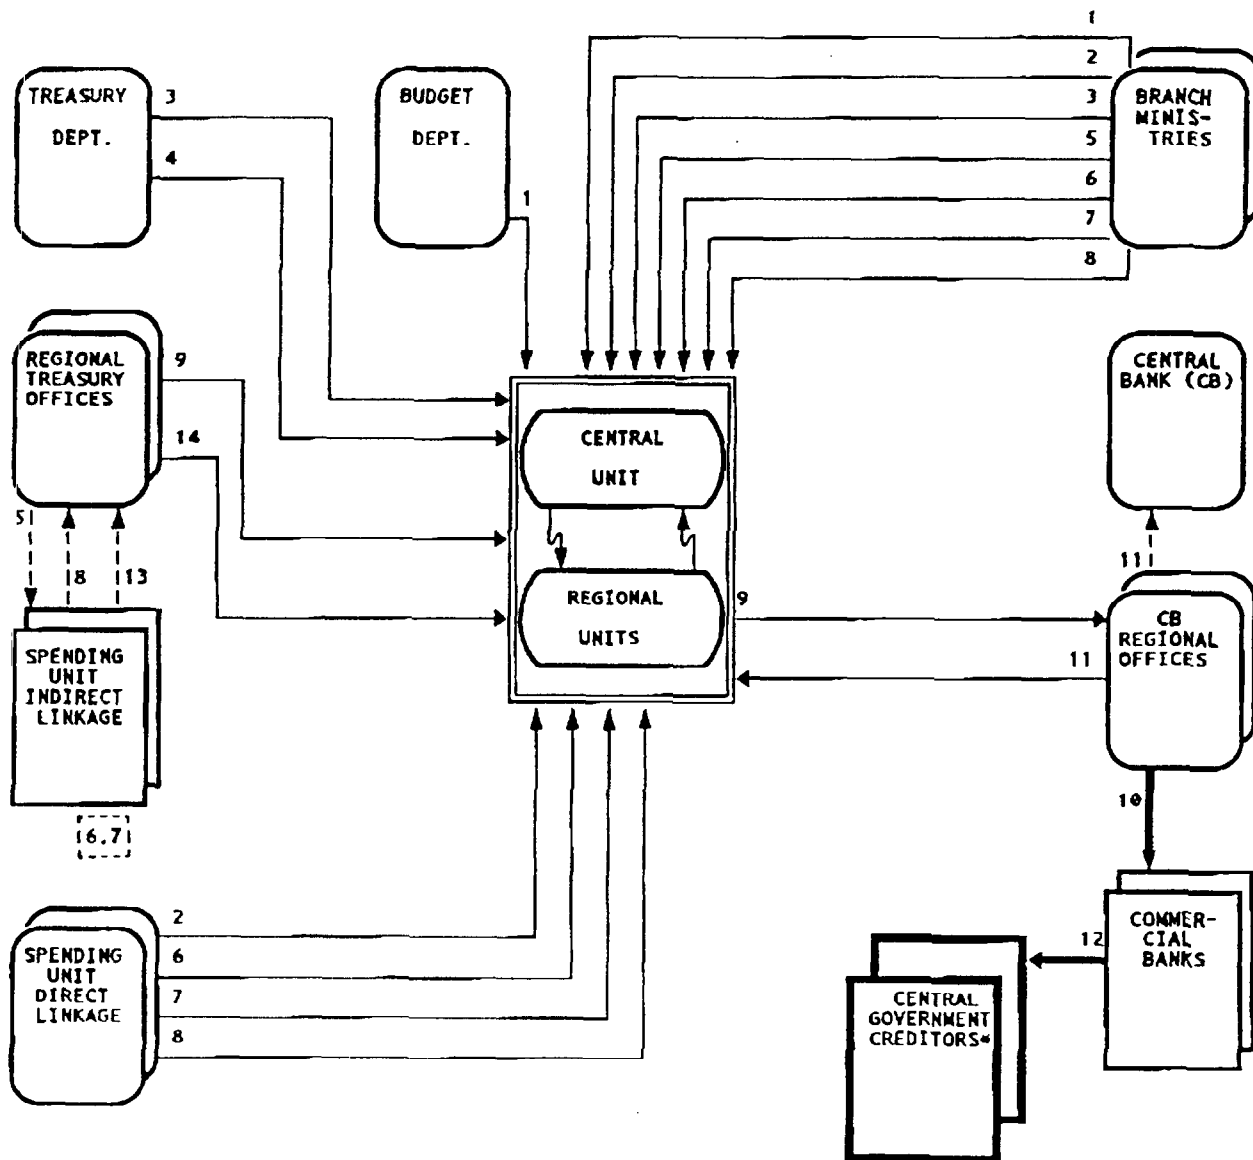 1
2
3
5
6
7
8
BRANCH
MINIS-
TRIES
TREASURY
DEPT.
3
4
BUDGET
DEPT.
1
REGIONAL
TREASURY
OFFICES
9
14
5
8
13
CENTRAL
UNIT
REGIONAL
UNITS
CENTRAL
BANK (CB)
11
9
11
CB
REGIONAL
OFFICES
SPENDING
UNIT
INDIRECT
LINKAGE
6.7
10
SPENDING
UNIT
DIRECT
LINKAGE
2
6
7
8
COMMER-
CIAL
BANKS
12
CENTRAL
GOVERNMENT
CREDITORS*